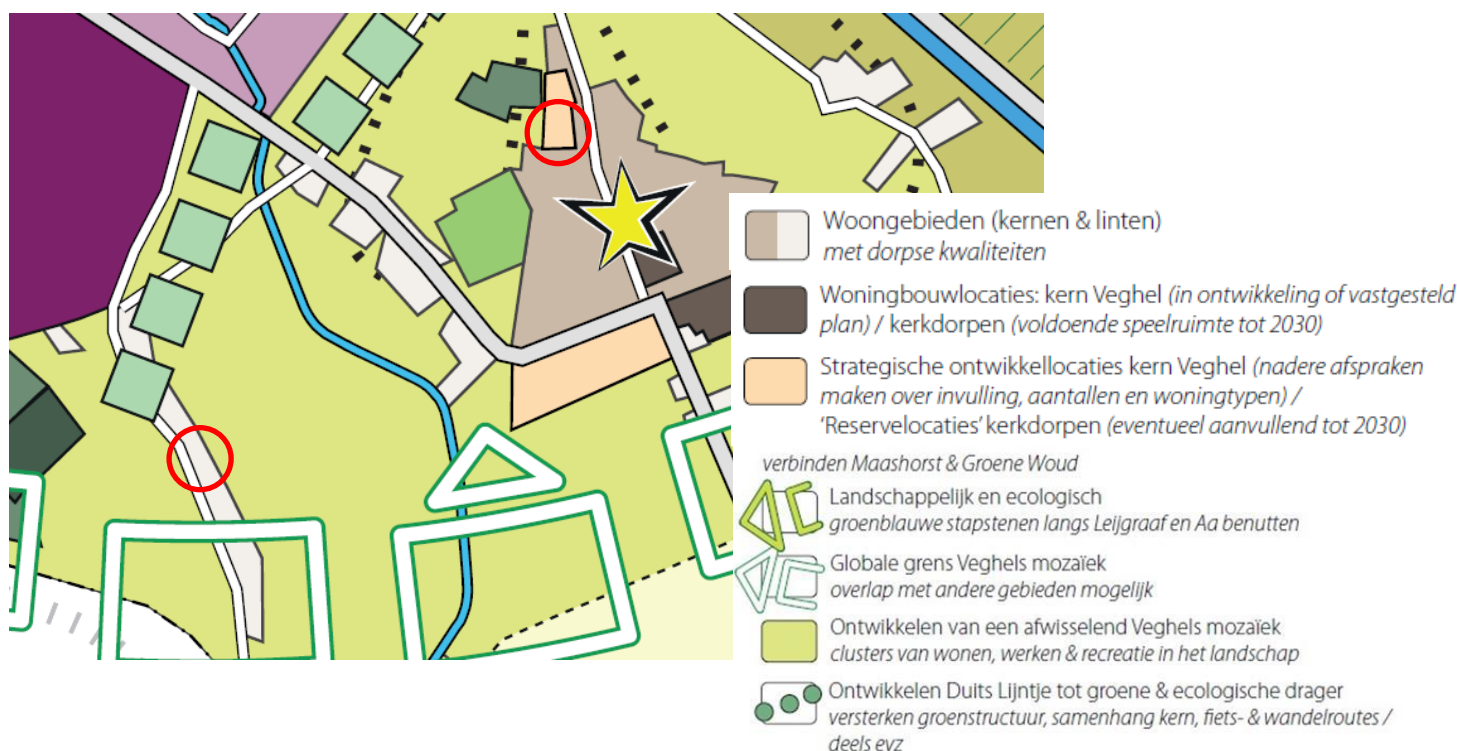 Woongebieden (kernen & linten)
met dorpse kwaliteiten
Woningbouwlocaties: kern Veghel (in ontwikkeling of vastgesteld
plan) / kerkdorpen (voldoende speelruimte tot 2030)
Strategische ontwikkellocaties kern Veghel (nadere afspraken
maken over invulling, aantallen en woningtypen) /
'Reservelocaties' kerkdorpen (eventueel aanvullend tot 2030)
verbinden Maashorst & Groene Woud
Landschappelijk en ecologisch
groenblauwe stapstenen langs Leijgraaf en Aa benutten
Globale grens Veghels mozaïek
overlap met andere gebieden mogelijk
Ontwikkelen van een afwisselend Veghels mozaïek
clusters van wonen, werken & recreatie in het landschap
Ontwikkelen Duits Lijntje tot groene & ecologische drager
versterken groenstructuur, samenhang kern, fiets- & wandelroutes /
deels evz